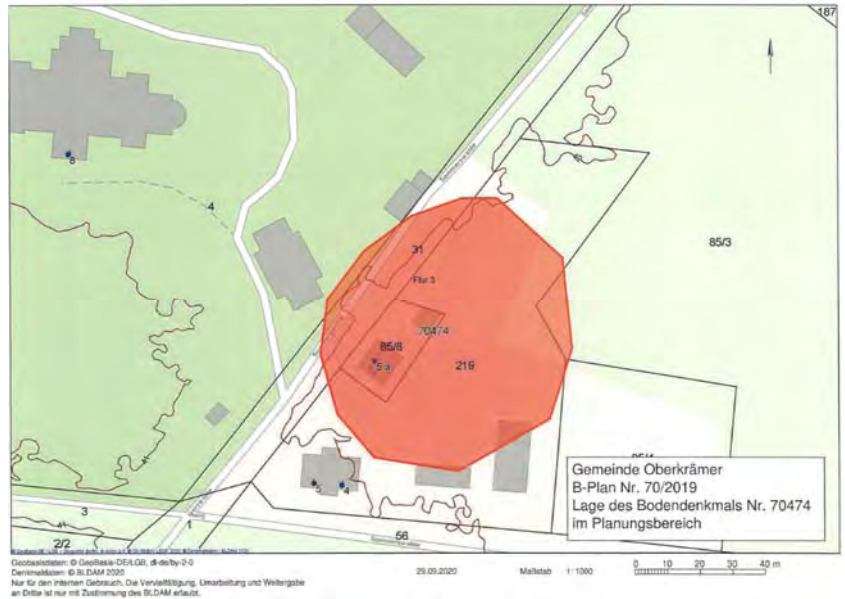 187
8
4
31
Flur 3
85/3
70474
85/8
5 a
219
5
4
3
1
56
2/2
Gemeinde Oberkrämer
B-Plan Nr. 70/2019
Lage des Bodendenkmals Nr. 70474
im Planungsbereich
Geobasisdaten: © GeoBasis-DE/LGB, dl-de/by-2-0
Denkmaldaten: © BLDAM 2020
Nur für den internen Gebrauch. Die Vervielfältigung, Umarbeitung und Weitergabe
an Dritte ist nur mit Zustimmung des BLDAM erlaubt.
29.09.2020
Maßstab 1:1000
0 10 20 30 40 m